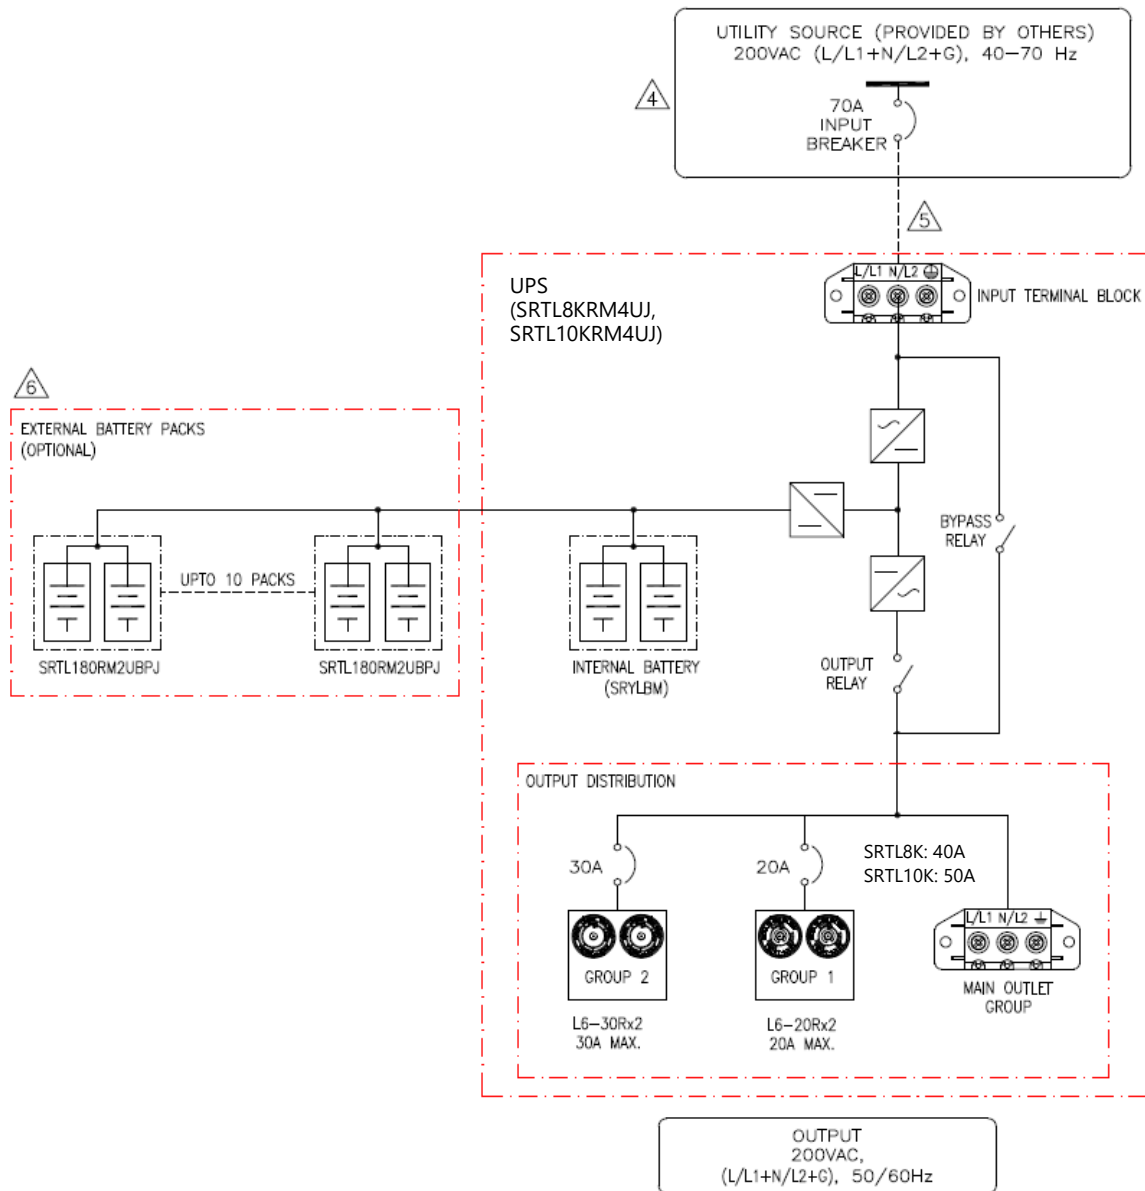 UTILITY SOURCE (PROVIDED BY OTHERS)
200VAC (L/L1+N/L2+G), 40-70 Hz
4
70A
INPUT
BREAKER
5
UPS
(SRTL8KRM4UJ,
SRTL10KRM4UJ)
L/L1 N/L2
INPUT TERMINAL BLOCK
6
EXTERNAL BATTERY PACKS
(OPTIONAL)
BYPASS
RELAY
UPTO 10 PACKS
SRTL180RM2UBPJ
SRTL180RM2UBPJ
INTERNAL BATTERY
(SRYLBM)
OUTPUT
RELAY
OUTPUT DISTRIBUTION
30A
20A
SRTL8K: 40A
SRTL10K: 50A
L/L1 N/L2
GROUP 2
GROUP 1
MAIN OUTLET
GROUP
L6-30Rx2
30A MAX.
L6-20Rx2
20A MAX.
OUTPUT
200VAC,
(L/L1+N/L2+G), 50/60Hz